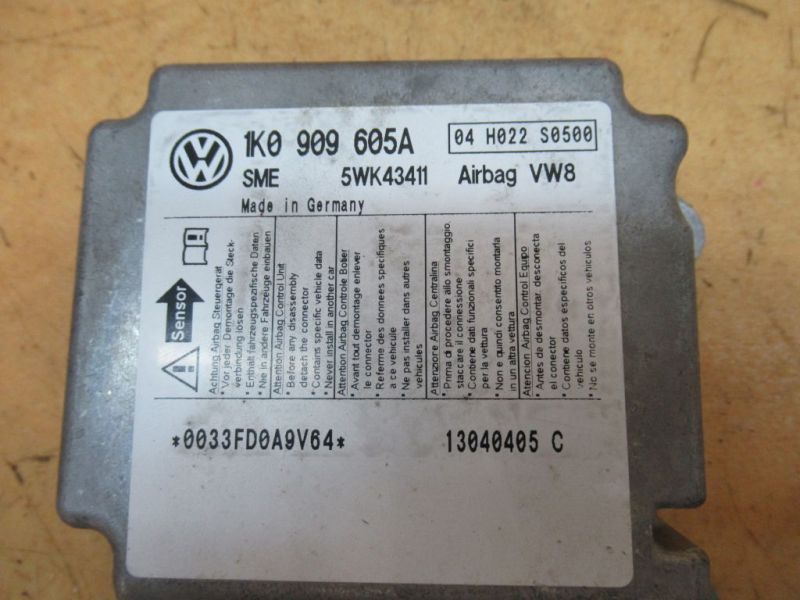 1K0 909 605A
04 H022 S0500
SME 5WK43411 Airbag VW8
Made in Germany
Sensor
Achtung Airbag Steuergerät
* Vor jeder Demontage die Steck-
verbindung lösen
* Enthält fahrzeugspezifische Daten
* Nie in andere Fahrzeuge einbauen
Attention Airbag Control Unit
* Before any disassembly
detach the connector
* Contains specific vehicle data
* Never install in another car
Attention Airbag Controle Boitier
* Avant tout demontage enlever
le connector
* Referme des donnees specifiques
a ce vehicule
* Ne pas installer dans autres
vehicules
Attenzione Airbag Centralina
* Prima di procedere allo smontaggio
staccare il connessione
* Contiene dati funzionali specifici
per la vettura
* Non e quindi consentito montarla
in un altra vettura
Atencion Airbag Control Equipo
* Antes de desmontar, desconecta
el conector
* Contiene datos especificos del
vehiculo
* No se monte en otros vehiculos
*0033FD0A9V64*
13040405 C